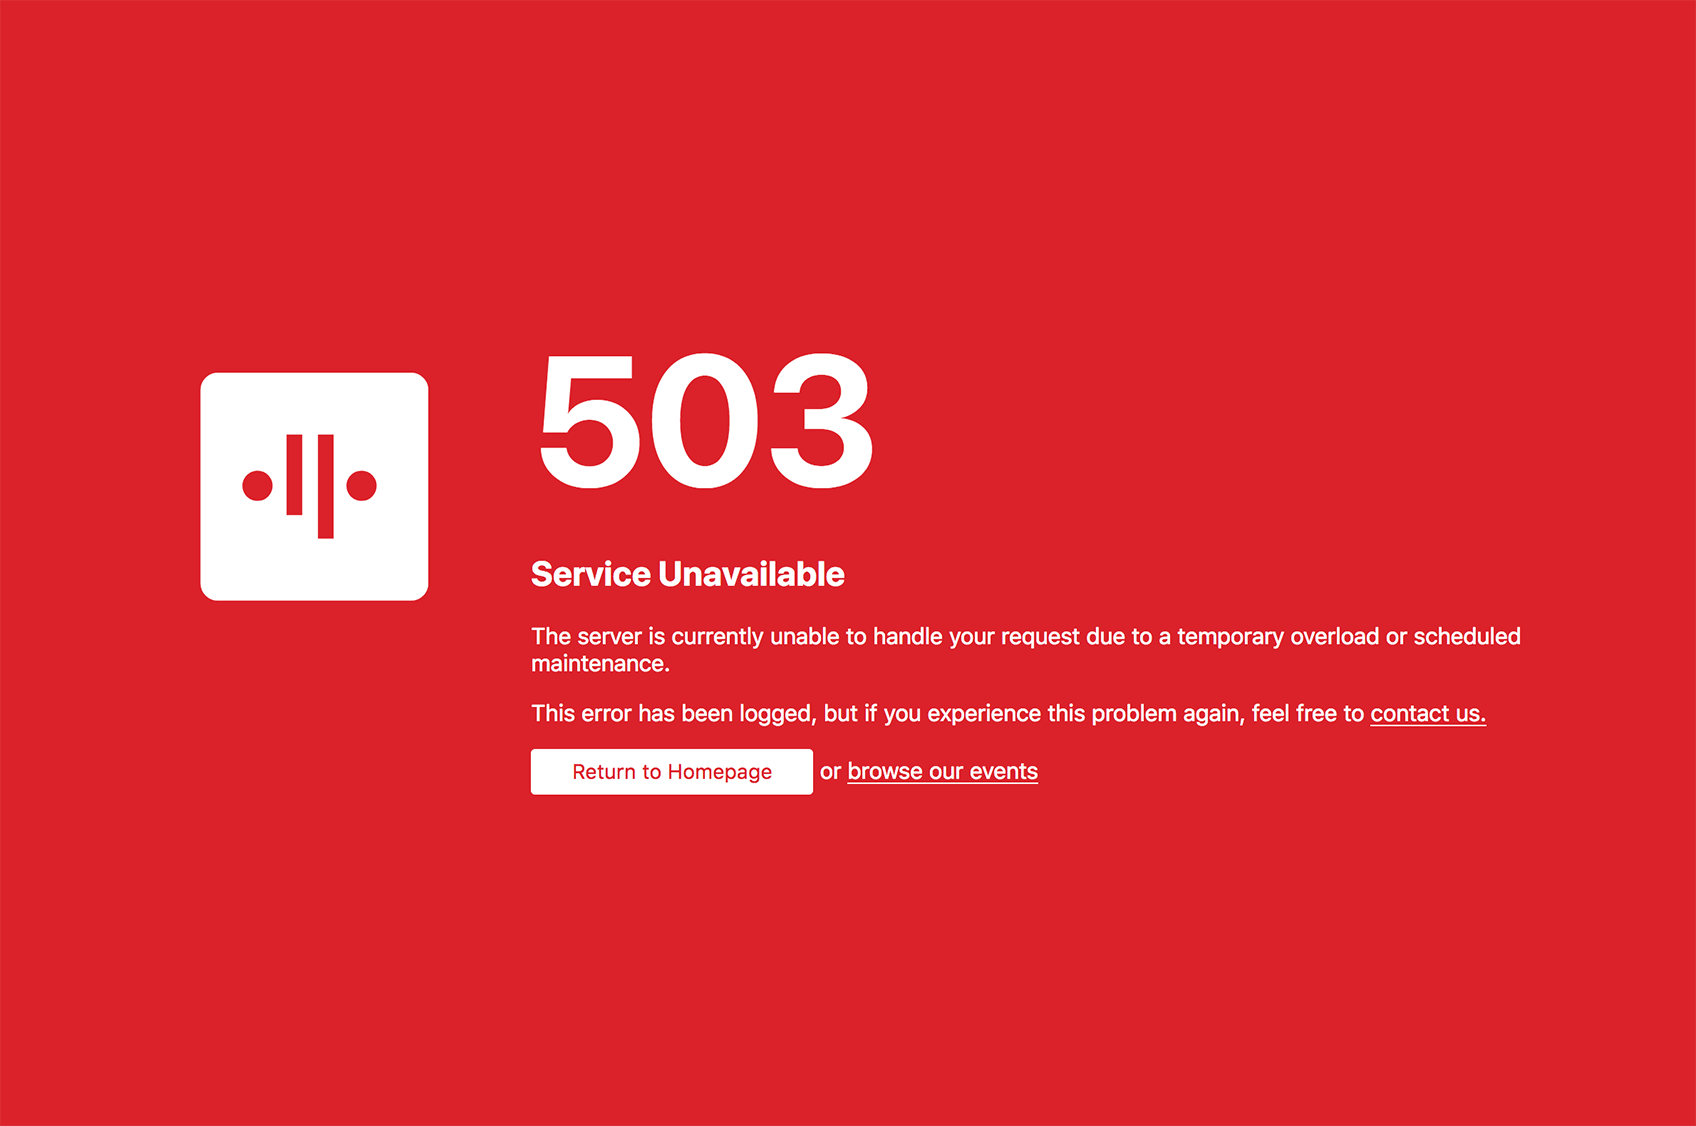 503
Service Unavailable
The server is currently unable to handle your request due to a temporary overload or scheduled
maintenance.
This error has been logged, but if you experience this problem again, feel free to contact us.
Return to Homepage or browse our events